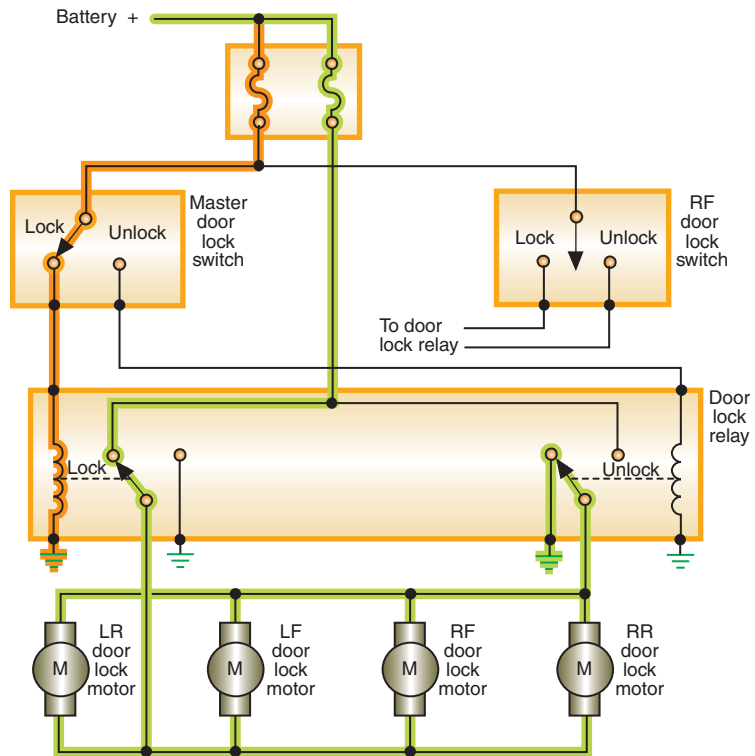 Battery +
Master
door
lock
switch
Lock
Unlock
RF
door
lock
switch
Lock
Unlock
To door
lock relay
Door
lock
relay
Lock
Unlock
LR
door
lock
motor
M
LF
door
lock
motor
M
RF
door
lock
motor
M
RR
door
lock
motor
M